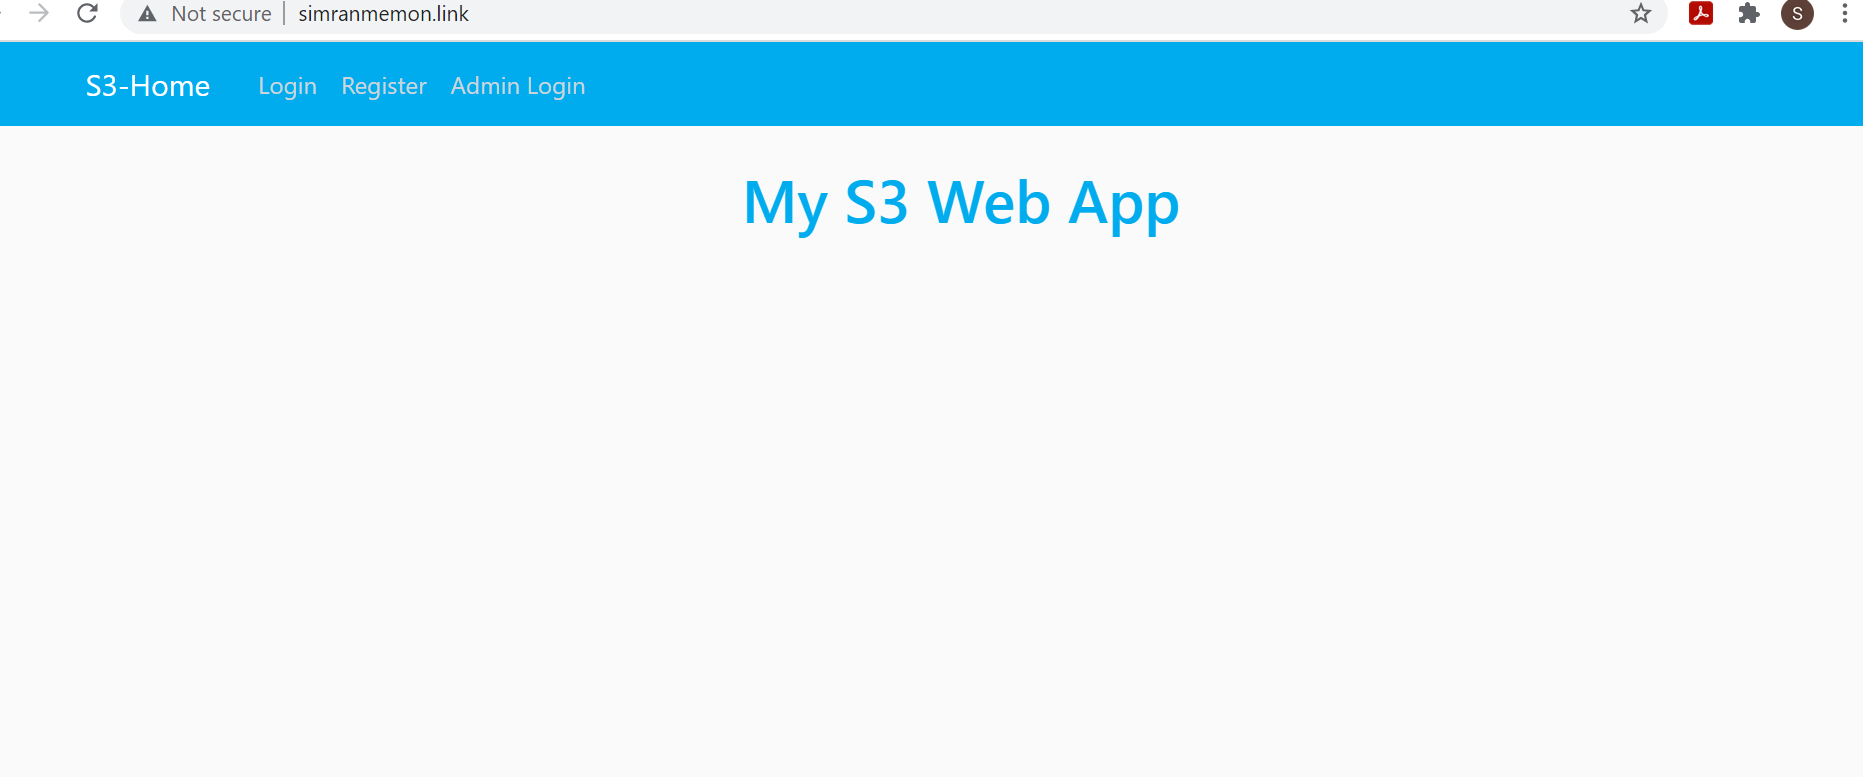 Not secure simranmemon.link S
S3-Home Login Register Admin Login
My S3 Web App